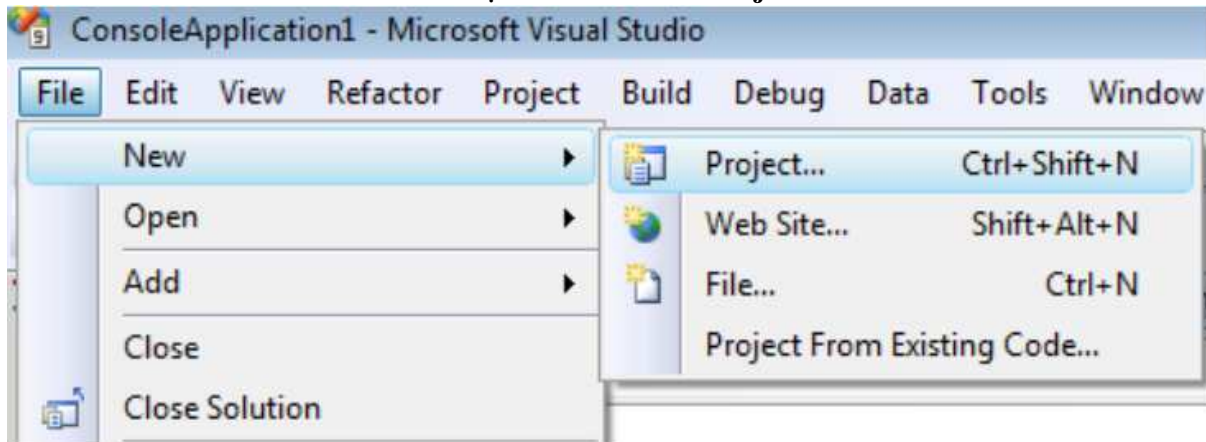 ConsoleApplication1 - Microsoft Visual Studio
File Edit View Refactor Project Build Debug Data Tools Window
New
Project... Ctrl+Shift+N
Open
Web Site... Shift+Alt+N
Add
File... Ctrl+N
Close
Project From Existing Code...
Close Solution